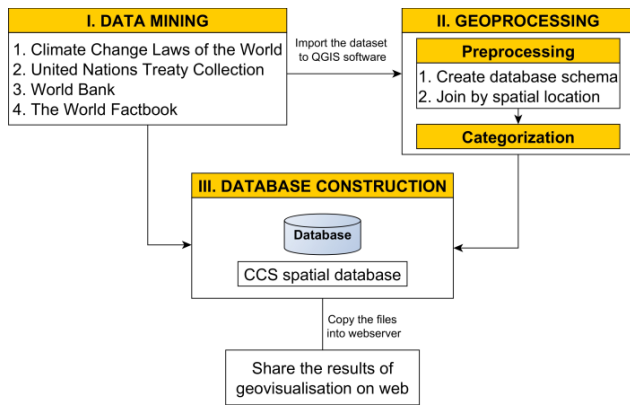 I. DATA MINING
1. Climate Change Laws of the World
2. United Nations Treaty Collection
3. World Bank
4. The World Factbook
Import the dataset
to QGIS software
II. GEOPROCESSING
Preprocessing
1. Create database schema
2. Join by spatial location
Categorization
III. DATABASE CONSTRUCTION
Database
CCS spatial database
Copy the files
into webserver
Share the results of
geovisualisation on web